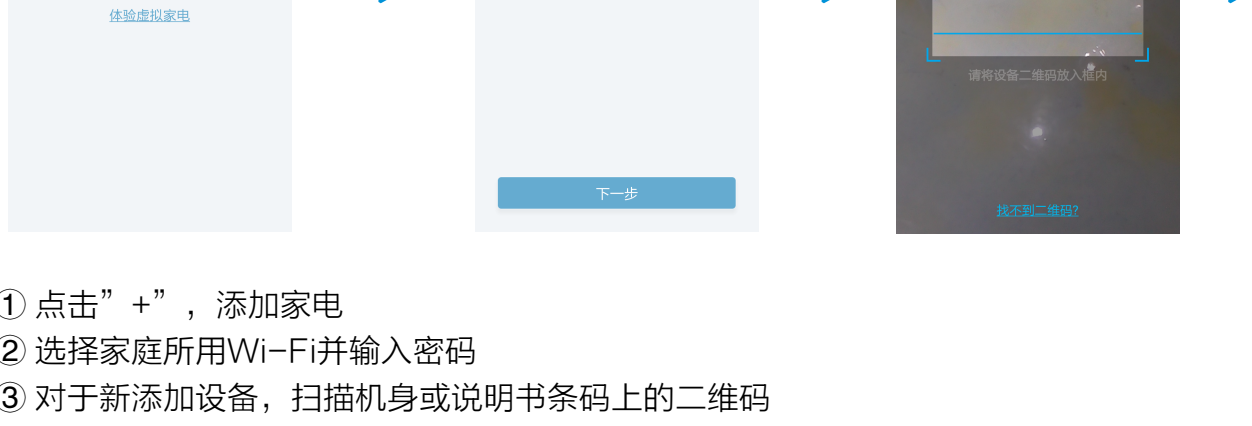 体验虚拟家电
请将设备二维码放入框内
下一步
找不到二维码?
① 点击”+”，添加家电
② 选择家庭所用Wi-Fi并输入密码
③ 对于新添加设备，扫描机身或说明书条码上的二维码